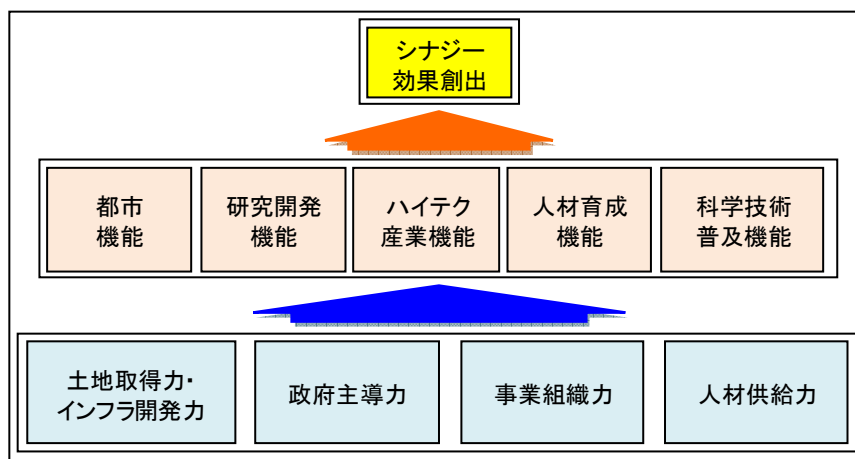 シナジー
効果創出
都市
機能
研究開発
機能
ハイテク
産業機能
人材育成
機能
科学技術
普及機能
土地取得力・
インフラ開発力
政府主導力
事業組織力
人材供給力